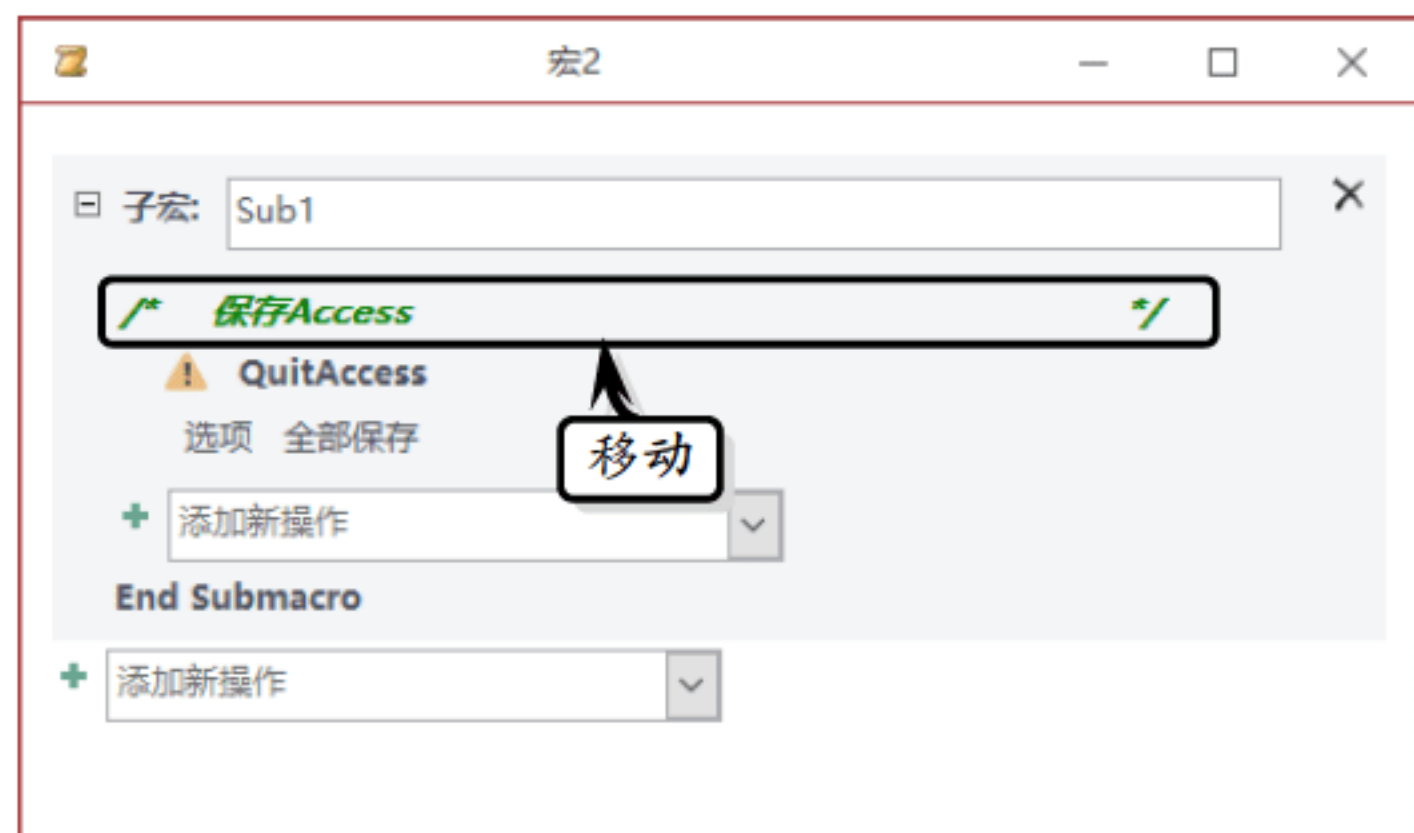 宏2
子宏: Sub1
/* 保存Access */
QuitAccess
选项 全部保存
移动
添加新操作
End Submacro
添加新操作